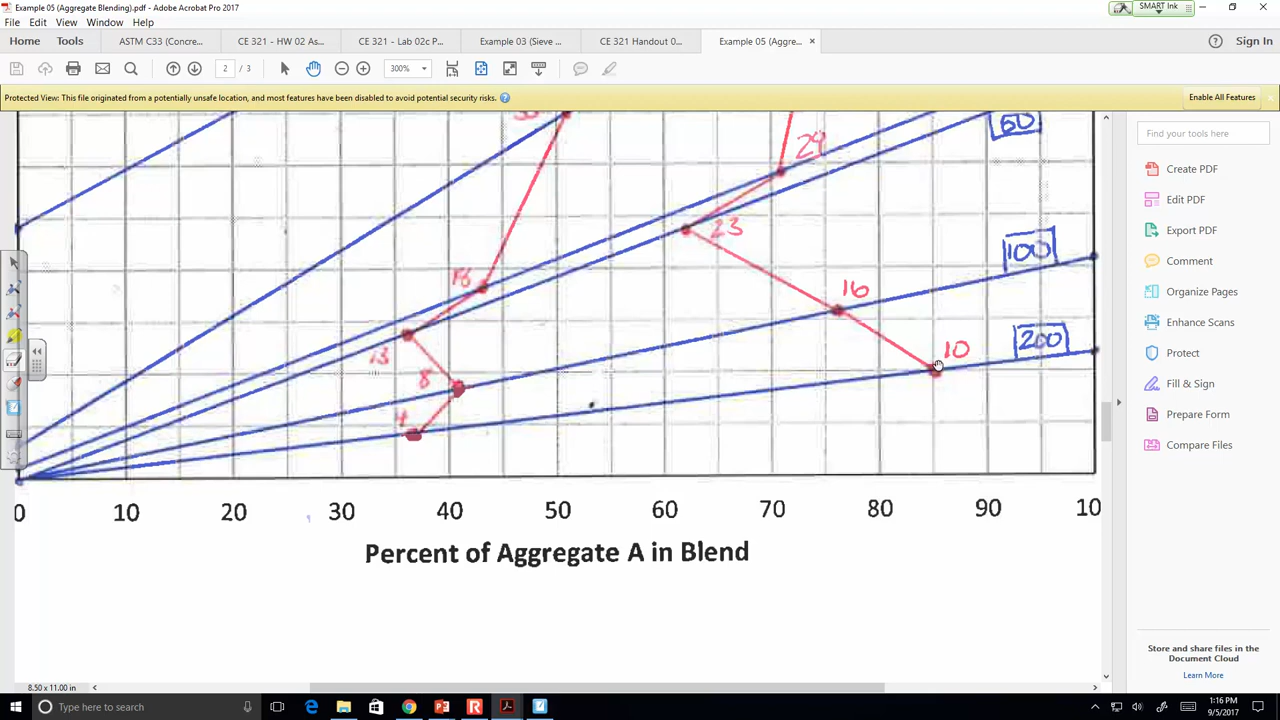 Example 05 (Aggregate Blending).pdf - Adobe Acrobat Pro 2017
SMART Ink
File Edit View Window Help
Home Tools ASTM C33 (Concre... CE 321 - HW 02 As... CE 321 - Lab 02c P... Example 03 (Sieve ... CE 321 Handout 0... Example 05 (Aggre... × Sign In
2 / 3 300%
Protected View: This file originated from a potentially unsafe location, and most features have been disabled to avoid potential security risks. Enable All Features
60
24
23
100
16
16
200
10
13
8
4
0 10 20 30 40 50 60 70 80 90 10
Percent of Aggregate A in Blend
Find your tools here
Create PDF
Edit PDF
Export PDF
Comment
Organize Pages
Enhance Scans
Protect
Fill & Sign
Prepare Form
Compare Files
Store and share files in the
Document Cloud
Learn More
8.50 x 11.00 in
Type here to search
1:16 PM
9/5/2017